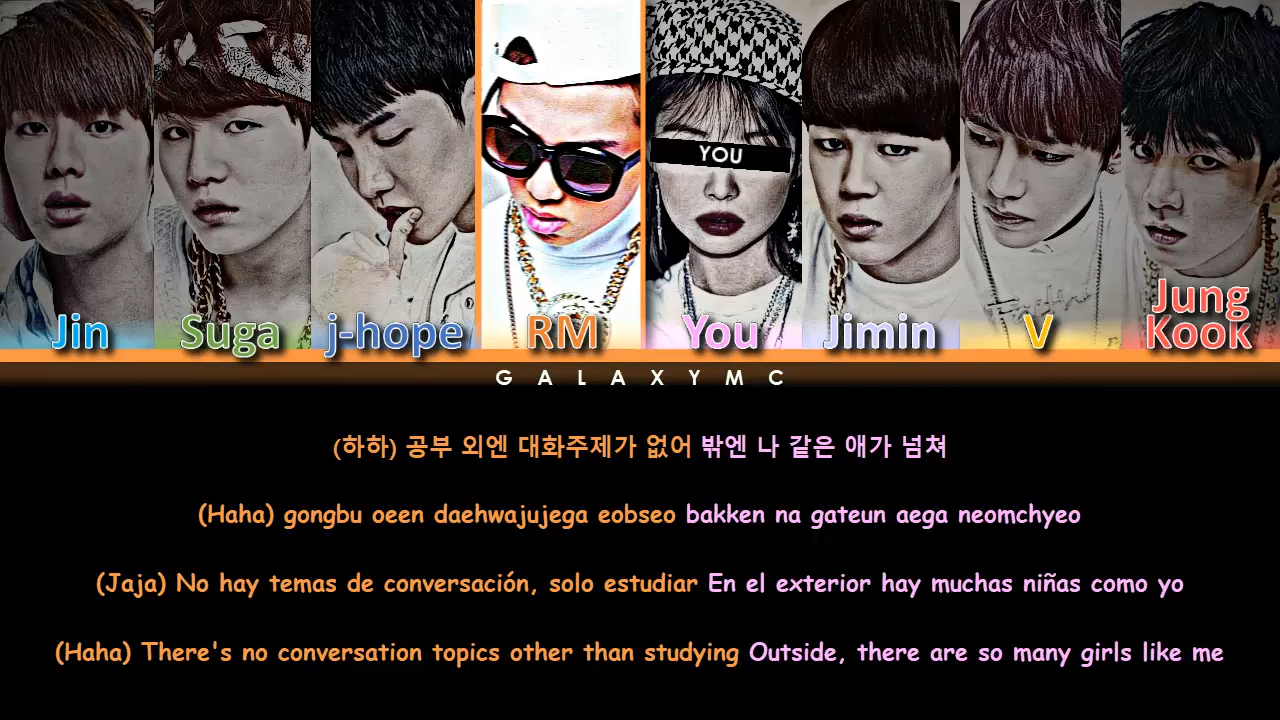 YOU
Jin Suga j-hope RM You Jimin V Jung Kook
GALAXYMC
(하하) 공부 외엔 대화주제가 없어 밖엔 나 같은 애가 넘쳐
(Haha) gongbu oeen daehwajujega eobseo bakken na gateun aega neomchyeo
(Jaja) No hay temas de conversación, solo estudiar En el exterior hay muchas niñas como yo
(Haha) There's no conversation topics other than studying Outside, there are so many girls like me